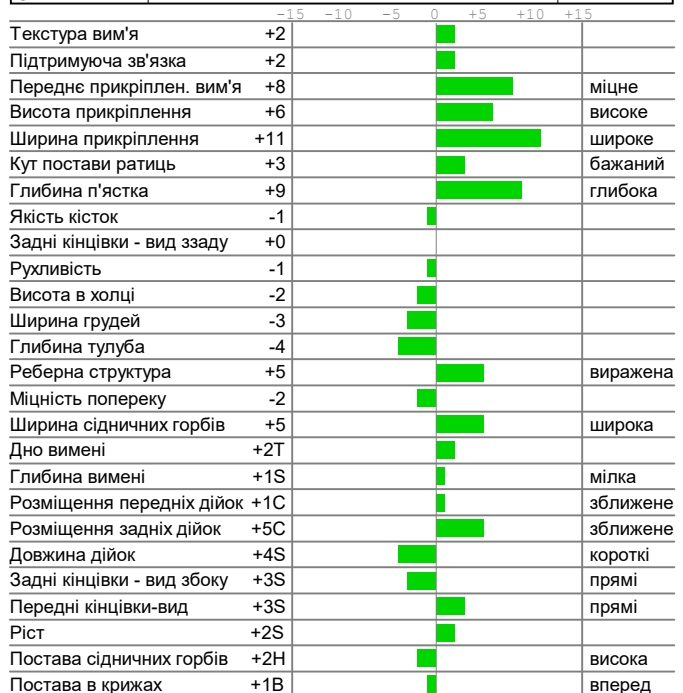 -15 -10 -5 0 +5 +10 +15
Текстура вим'я +2
Підтримуюча зв'язка +2
Переднє прикріплен. вим'я +8 міцне
Висота прикріплення +6 високе
Ширина прикріплення +11 широке
Кут постави ратиць +3 бажаний
Глибина п'ястка +9 глибока
Якість кісток -1
Задні кінцівки - вид ззаду +0
Рухливість -1
Висота в холці -2
Ширина грудей -3
Глибина тулуба -4
Реберна структура +5 виражена
Міцність попереку -2
Ширина сідничних горбів +5 широка
Дно вимені +2T
Глибина вимені +1S мілка
Розміщення передніх дійок +1C зближене
Розміщення задніх дійок +5C зближене
Довжина дійок +4S короткі
Задні кінцівки - вид збоку +3S прямі
Передні кінцівки-вид +3S прямі
Ріст +2S
Постава сідничних горбів +2H висока
Постава в крижах +1B вперед